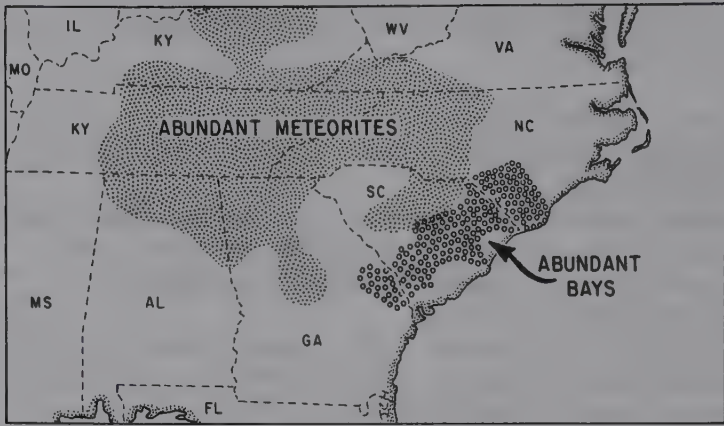 IL
KY
WV
VA
MO
KY
ABUNDANT METEORITES
NC
SC
ABUNDANT
BAYS
MS
AL
GA
FL